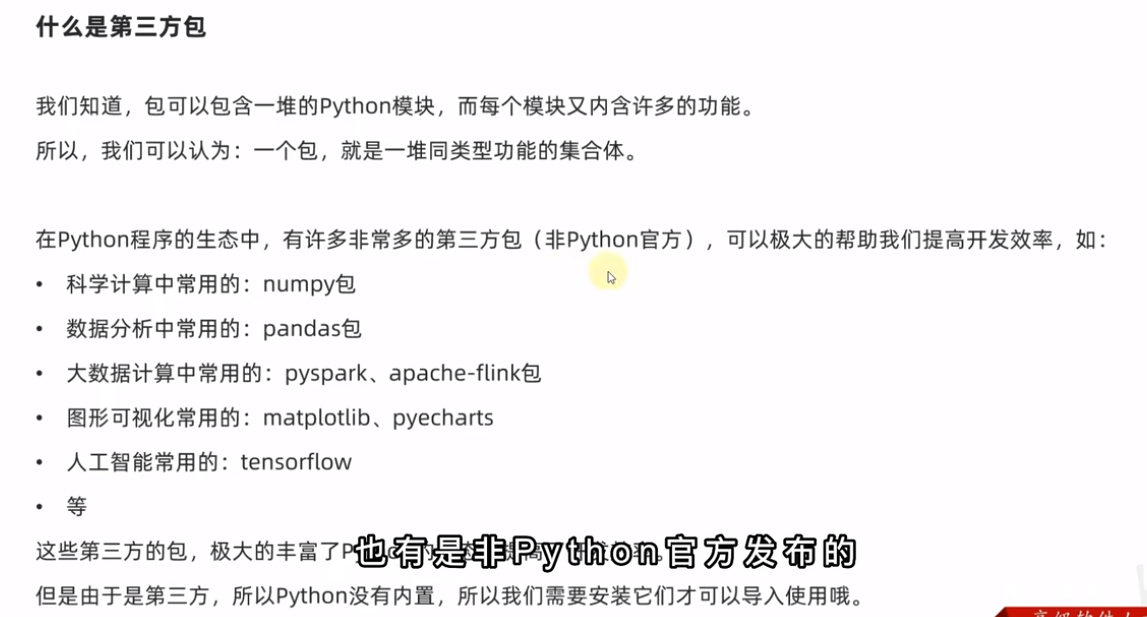 什么是第三方包
我们知道，包可以包含一堆的Python模块，而每个模块又内含许多的功能。
所以，我们可以认为：一个包，就是一堆同类型功能的集合体。
在Python程序的生态中，有许多非常多的第三方包（非Python官方），可以极大的帮助我们提高开发效率，如：
• 科学计算中常用的：numpy包
• 数据分析中常用的：pandas包
• 大数据计算中常用的：pyspark、apache-flink包
• 图形可视化常用的：matplotlib、pyecharts
• 人工智能常用的：tensorflow
• 等
这些第三方的包，极大的丰富了P
也有是非Python官方发布的
但是由于是第三方，所以Python没有内置，所以我们需要安装它们才可以导入使用哦。